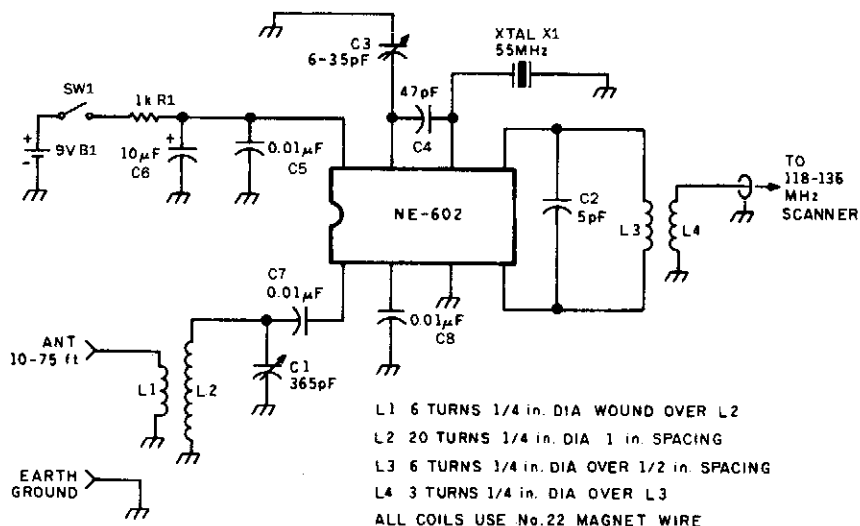 XTAL X1
55MHz
C3
6-35pF
SW1
1k R1
47pF
C4
+
9V B1
-
+
10µF
C6
0.01µF
C5
NE-602
C2
5pF
L3
L4
TO
118-136
MHz
SCANNER
C7
0.01µF
0.01µF
C8
ANT
10-75 ft
L1
L2
C1
365pF
EARTH
GROUND
L1 6 TURNS 1/4 in. DIA WOUND OVER L2
L2 20 TURNS 1/4 in. DIA 1 in. SPACING
L3 6 TURNS 1/4 in. DIA OVER 1/2 in. SPACING
L4 3 TURNS 1/4 in. DIA OVER L3
ALL COILS USE No.22 MAGNET WIRE